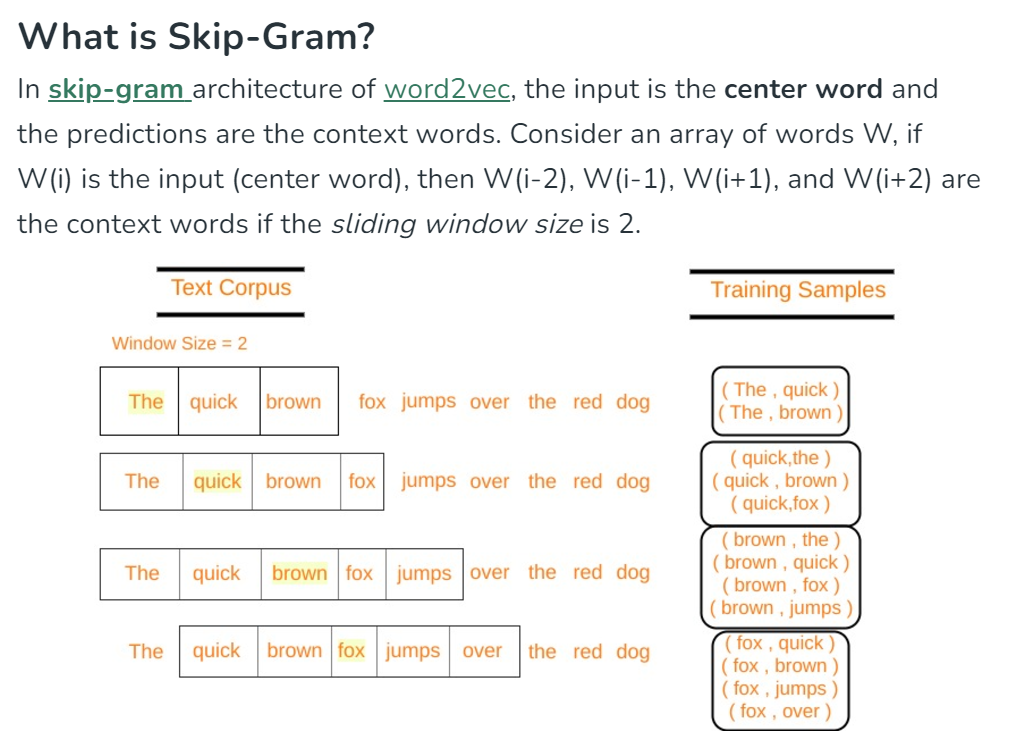 What is Skip-Gram?
In skip-gram architecture of word2vec, the input is the center word and
the predictions are the context words. Consider an array of words W, if
W(i) is the input (center word), then W(i-2), W(i-1), W(i+1), and W(i+2) are
the context words if the sliding window size is 2.
Text Corpus
Training Samples
Window Size = 2
The quick brown fox jumps over the red dog
( The , quick )
( The , brown )
The quick brown fox jumps over the red dog
( quick,the )
( quick , brown )
( quick,fox )
The quick brown fox jumps over the red dog
( brown , the )
( brown , quick )
( brown , fox )
( brown , jumps )
The quick brown fox jumps over the red dog
( fox , quick )
( fox , brown )
( fox , jumps )
( fox , over )